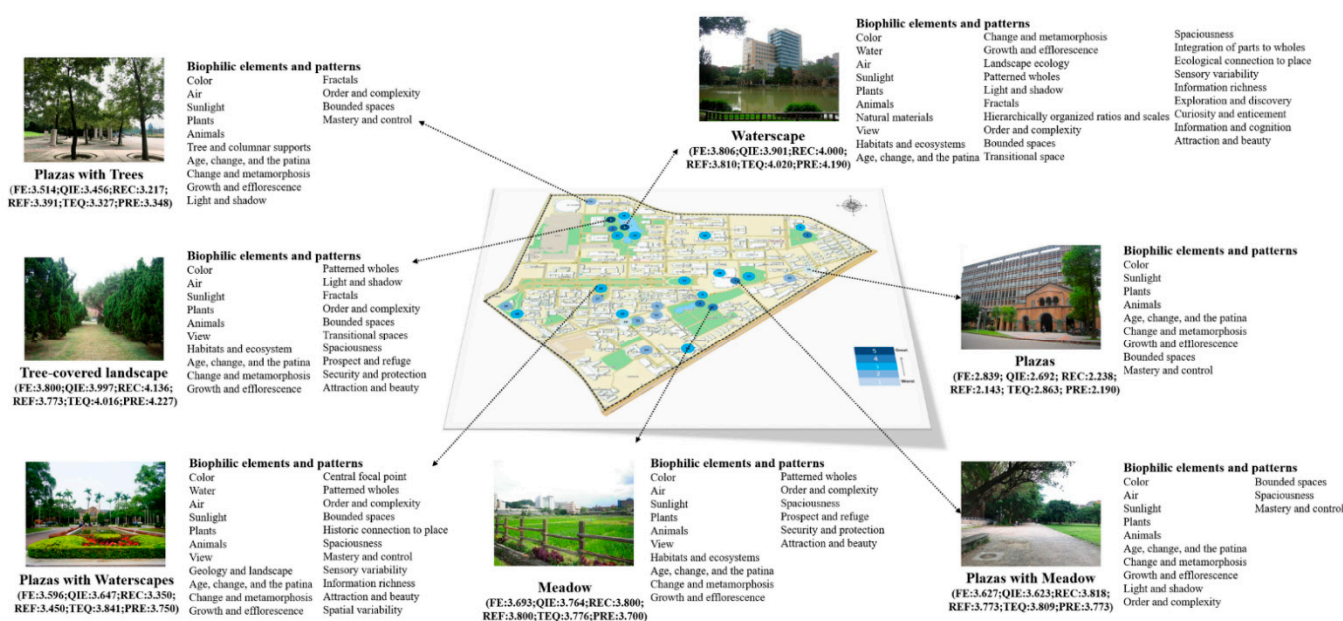 Biophilic elements and patterns
Color
Air
Sunlight
Plants
Animals
Tree and columnar supports
Age, change, and the patina
Change and metamorphosis
Growth and efflorescence
Light and shadow
Fractals
Order and complexity
Bounded spaces
Mastery and control
Plazas with Trees
(FE:3.514;QIE:3.456;REC:3.217;
REF:3.391;TEQ:3.327;PRE:3.348)
Biophilic elements and patterns
Color
Water
Air
Sunlight
Plants
Animals
Natural materials
View
Habitats and ecosystems
Age, change, and the patina
Change and metamorphosis
Growth and efflorescence
Landscape ecology
Patterned wholes
Light and shadow
Fractals
Hierarchically organized ratios and scales
Order and complexity
Bounded spaces
Transitional space
Spaciousness
Integration of parts to wholes
Ecological connection to place
Sensory variability
Information richness
Exploration and discovery
Curiosity and enticement
Information and cognition
Attraction and beauty
Waterscape
(FE:3.806;QIE:3.901;REC:4.000;
REF:3.810;TEQ:4.020;PRE:4.190)
Biophilic elements and patterns
Color
Air
Sunlight
Plants
Animals
View
Habitats and ecosystem
Age, change, and the patina
Change and metamorphosis
Growth and efflorescence
Patterned wholes
Light and shadow
Fractals
Order and complexity
Bounded spaces
Transitional spaces
Spaciousness
Prospect and refuge
Security and protection
Attraction and beauty
Tree-covered landscape
(FE:3.800;QIE:3.997;REC:4.136;
REF:3.773;TEQ:4.016;PRE:4.227)
Biophilic elements and patterns
Color
Sunlight
Plants
Animals
Age, change, and the patina
Change and metamorphosis
Growth and efflorescence
Bounded spaces
Mastery and control
Plazas
(FE:2.839; QIE:2.692; REC:2.238;
REF:2.143; TEQ:2.863; PRE:2.190)
5
4
2
Great
Worst
Biophilic elements and patterns
Color
Water
Air
Sunlight
Plants
Animals
View
Geology and landscape
Age, change, and the patina
Change and metamorphosis
Growth and efflorescence
Central focal point
Patterned wholes
Order and complexity
Bounded spaces
Historic connection to place
Spaciousness
Mastery and control
Sensory variability
Information richness
Attraction and beauty
Spatial variability
Plazas with Waterscapes
(FE:3.596;QIE:3.647;REC:3.350;
REF:3.450;TEQ:3.841;PRE:3.750)
Biophilic elements and patterns
Color
Air
Sunlight
Plants
Animals
View
Habitats and ecosystems
Age, change, and the patina
Change and metamorphosis
Growth and efflorescence
Patterned wholes
Order and complexity
Spaciousness
Prospect and refuge
Security and protection
Attraction and beauty
Meadow
(FE:3.693;QIE:3.764;REC:3.800;
REF:3.800;TEQ:3.776;PRE:3.700)
Biophilic elements and patterns
Color
Air
Sunlight
Plants
Animals
Age, change, and the patina
Change and metamorphosis
Growth and efflorescence
Light and shadow
Order and complexity
Bounded spaces
Spaciousness
Mastery and control
Plazas with Meadow
(FE:3.627;QIE:3.623;REC:3.818;
REF:3.773;TEQ:3.809;PRE:3.773)